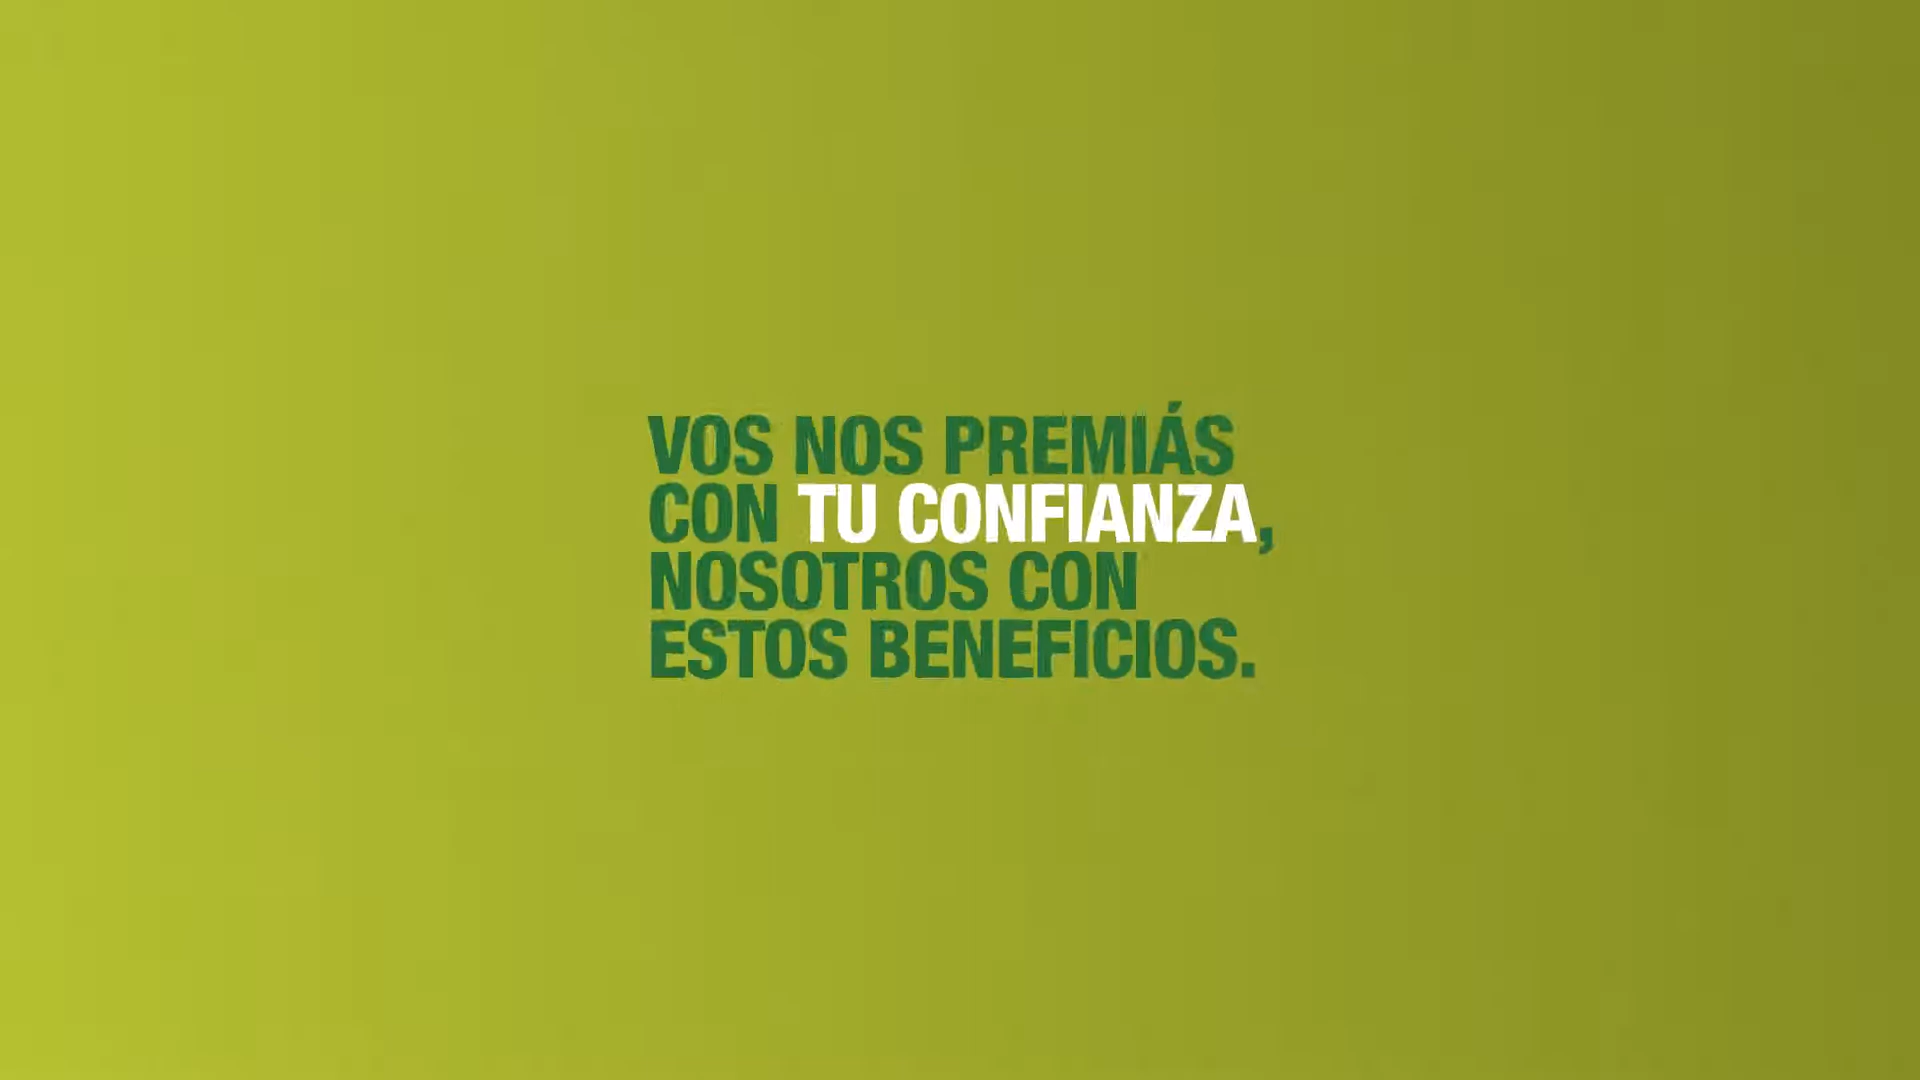 VOS NOS PREMIÁS
CON TU CONFIANZA,
NOSOTROS CON
ESTOS BENEFICIOS.